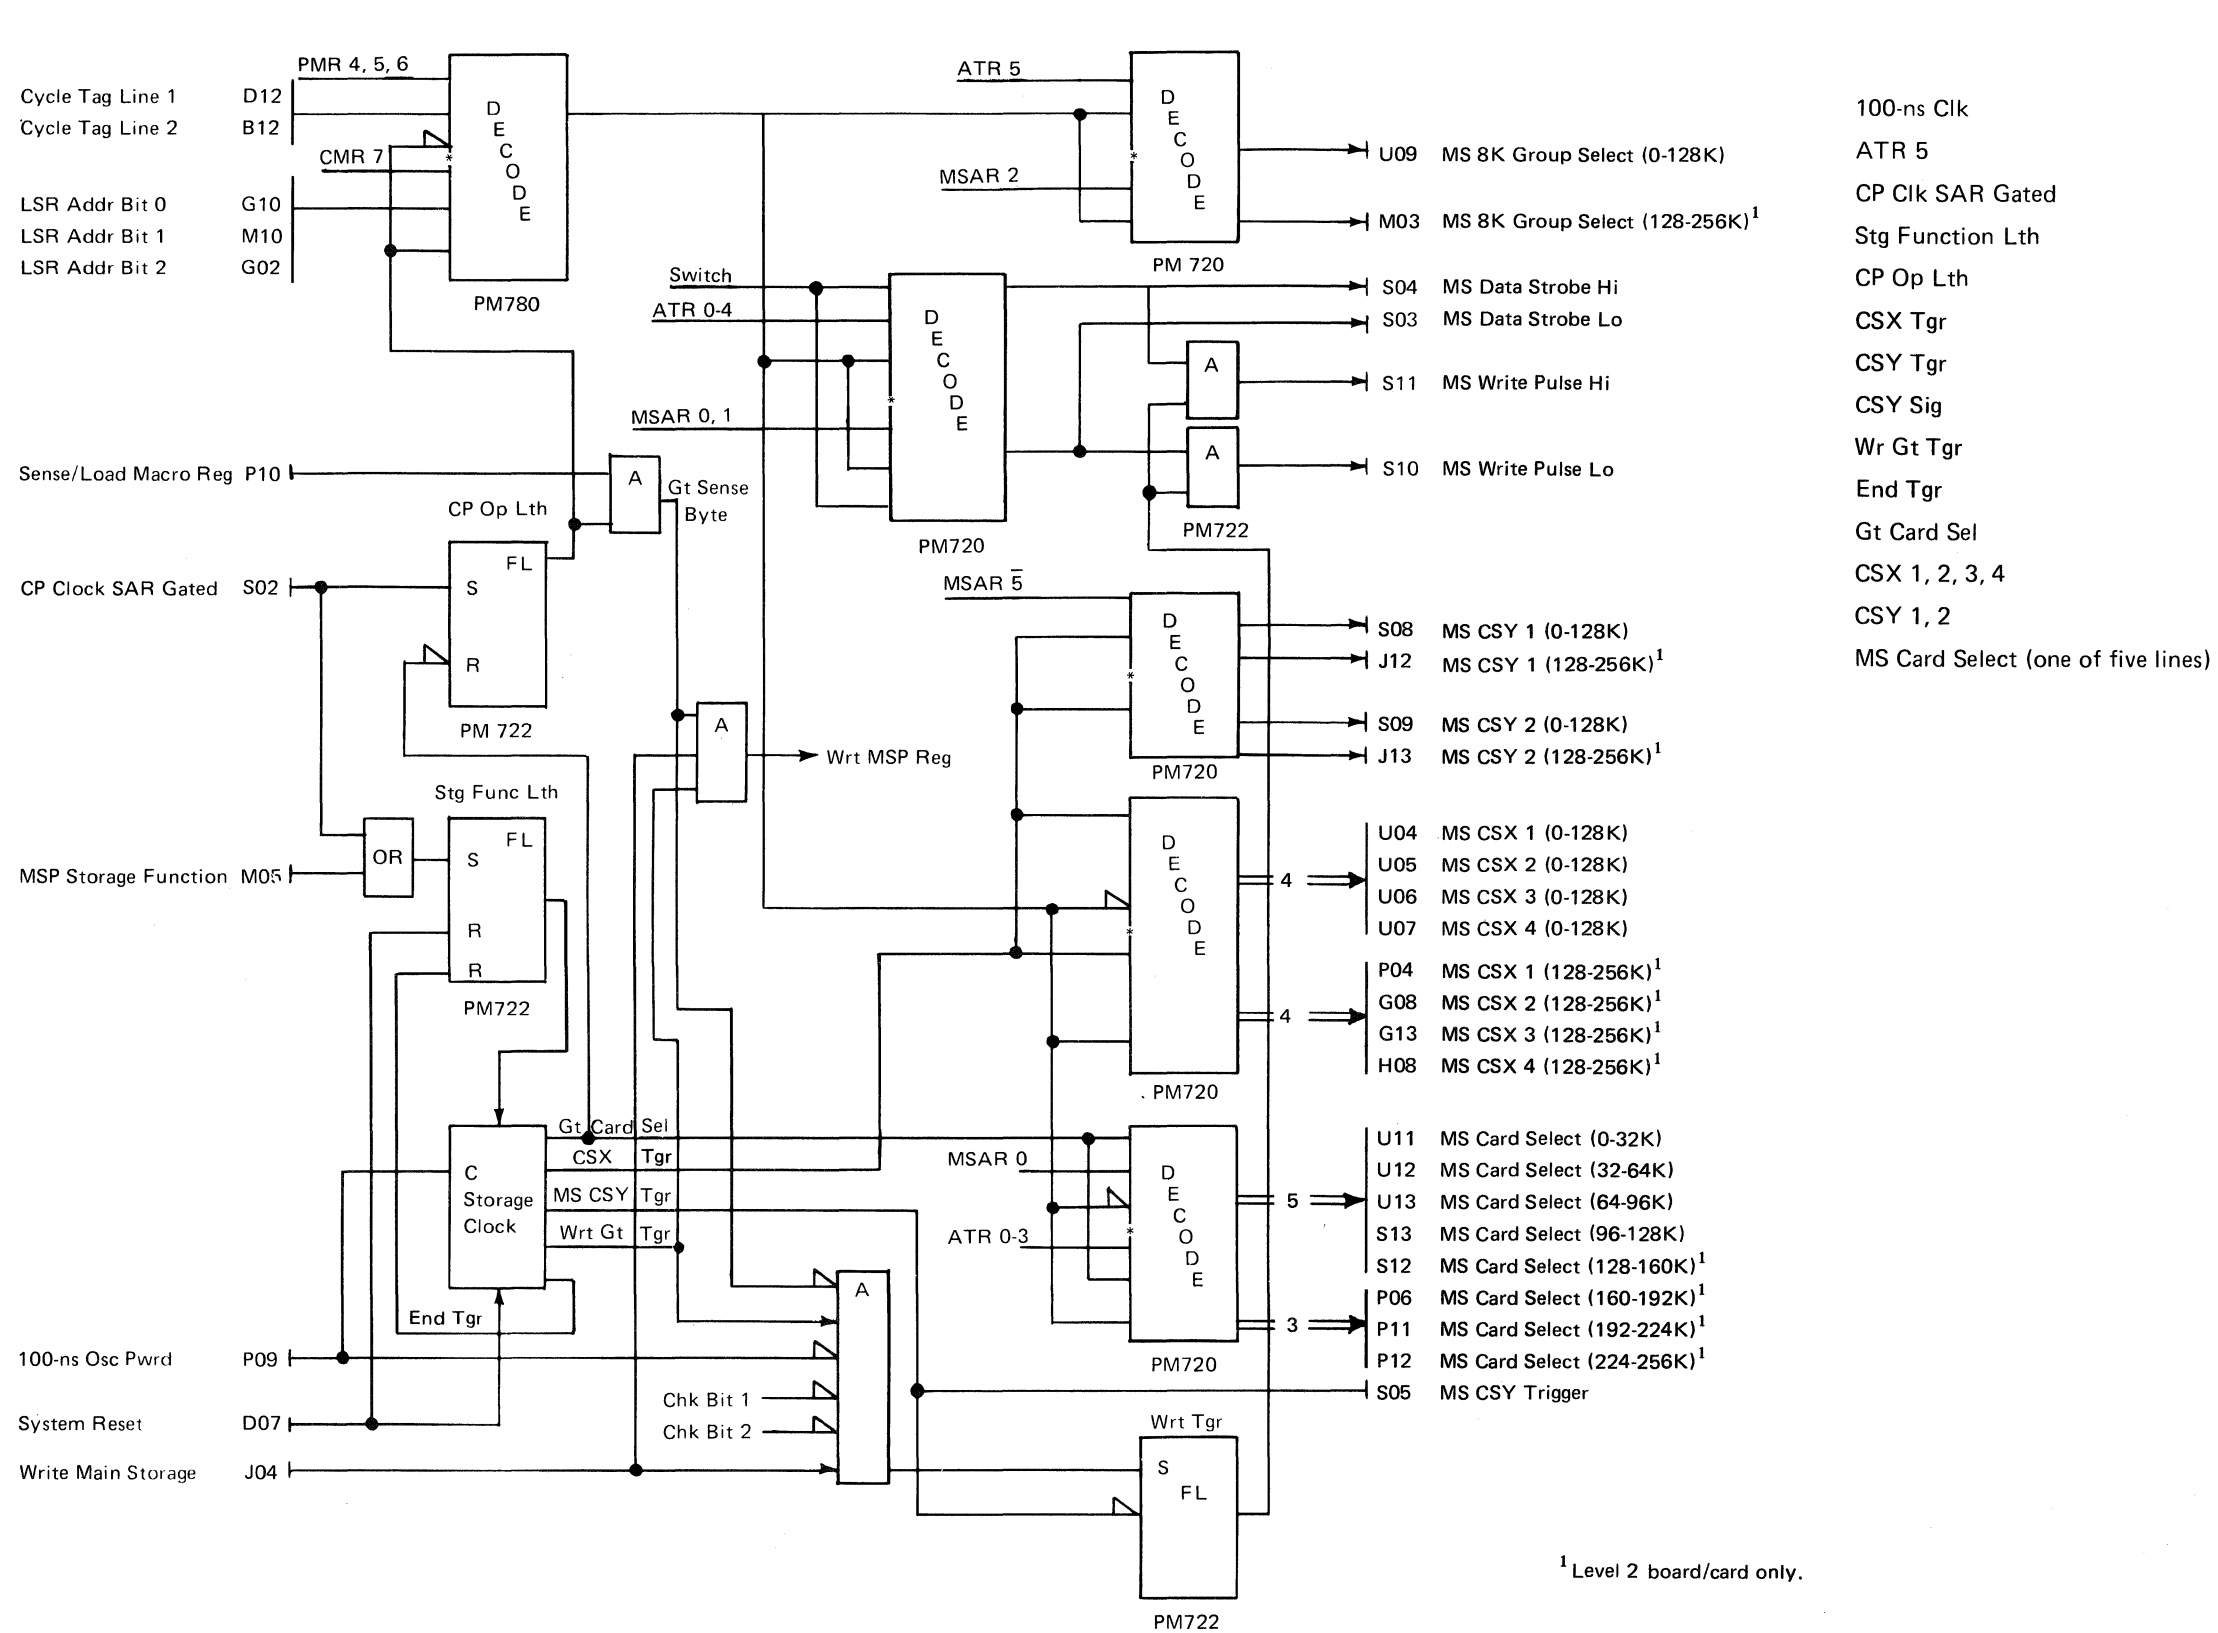 PMR 4, 5, 6
Cycle Tag Line 1 D12
Cycle Tag Line 2 B12
CMR 7
LSR Addr Bit 0 G10
LSR Addr Bit 1 M10
LSR Addr Bit 2 G02
DECODE
*
PM780
ATR 5
MSAR 2
DECODE
*
PM 720
U09 MS 8K Group Select (0-128K)
M03 MS 8K Group Select (128-256K)1
Switch
ATR 0-4
MSAR 0, 1
DECODE
*
PM720
S04 MS Data Strobe Hi
S03 MS Data Strobe Lo
A
S11 MS Write Pulse Hi
A
S10 MS Write Pulse Lo
PM722
Sense/Load Macro Reg P10
A
Gt Sense
Byte
CP Op Lth
FL
S
R
PM 722
CP Clock SAR Gated S02
MSAR 5̅
DECODE
*
PM720
S08 MS CSY 1 (0-128K)
J12 MS CSY 1 (128-256K)1
S09 MS CSY 2 (0-128K)
J13 MS CSY 2 (128-256K)1
A
Wrt MSP Reg
Stg Func Lth
OR
FL
S
R
R
PM722
MSP Storage Function M05
DECODE
*
PM720
4
U04 MS CSX 1 (0-128K)
U05 MS CSX 2 (0-128K)
U06 MS CSX 3 (0-128K)
U07 MS CSX 4 (0-128K)
4
P04 MS CSX 1 (128-256K)1
G08 MS CSX 2 (128-256K)1
G13 MS CSX 3 (128-256K)1
H08 MS CSX 4 (128-256K)1
C
Storage
Clock
Gt Card Sel
CSX Tgr
MS CSY Tgr
Wrt Gt Tgr
End Tgr
MSAR 0
ATR 0-3
DECODE
*
PM720
5
3
U11 MS Card Select (0-32K)
U12 MS Card Select (32-64K)
U13 MS Card Select (64-96K)
S13 MS Card Select (96-128K)
S12 MS Card Select (128-160K)1
P06 MS Card Select (160-192K)1
P11 MS Card Select (192-224K)1
P12 MS Card Select (224-256K)1
S05 MS CSY Trigger
100-ns Osc Pwrd P09
System Reset D07
Write Main Storage J04
A
Chk Bit 1
Chk Bit 2
Wrt Tgr
S
FL
PM722
100-ns Clk
ATR 5
CP Clk SAR Gated
Stg Function Lth
CP Op Lth
CSX Tgr
CSY Tgr
CSY Sig
Wr Gt Tgr
End Tgr
Gt Card Sel
CSX 1, 2, 3, 4
CSY 1, 2
MS Card Select (one of five lines)
1 Level 2 board/card only.